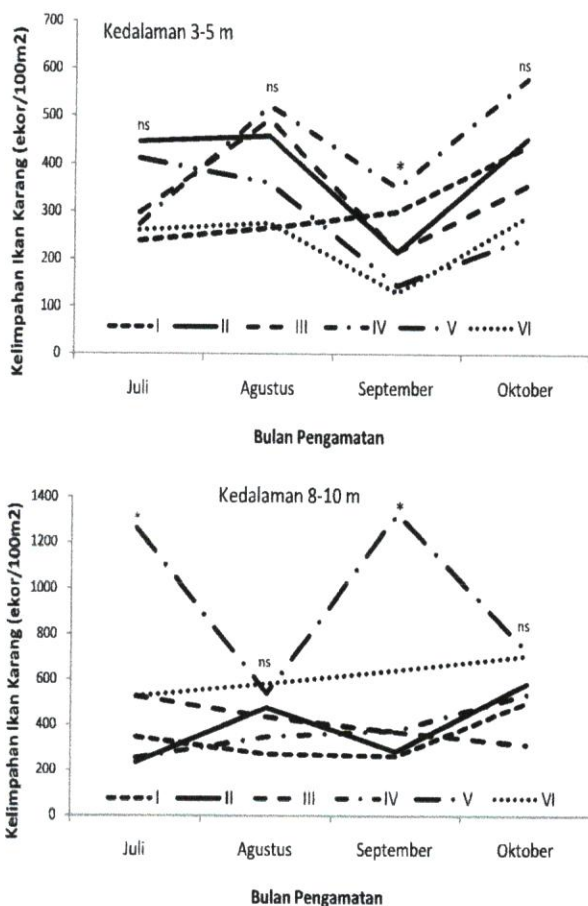 Kedalaman 3-5 m
Kelimpahan Ikan Karang (ekor/100m2)
700
600
500
400
300
200
100
0
ns
ns
*
ns
I II III IV V VI
Juli Agustus September Oktober
Bulan Pengamatan
Kedalaman 8-10 m
Kelimpahan Ikan Karang (ekor/100m2)
1400
1200
1000
800
600
400
200
0
*
ns
*
ns
I II III IV V VI
Juli Agustus September Oktober
Bulan Pengamatan